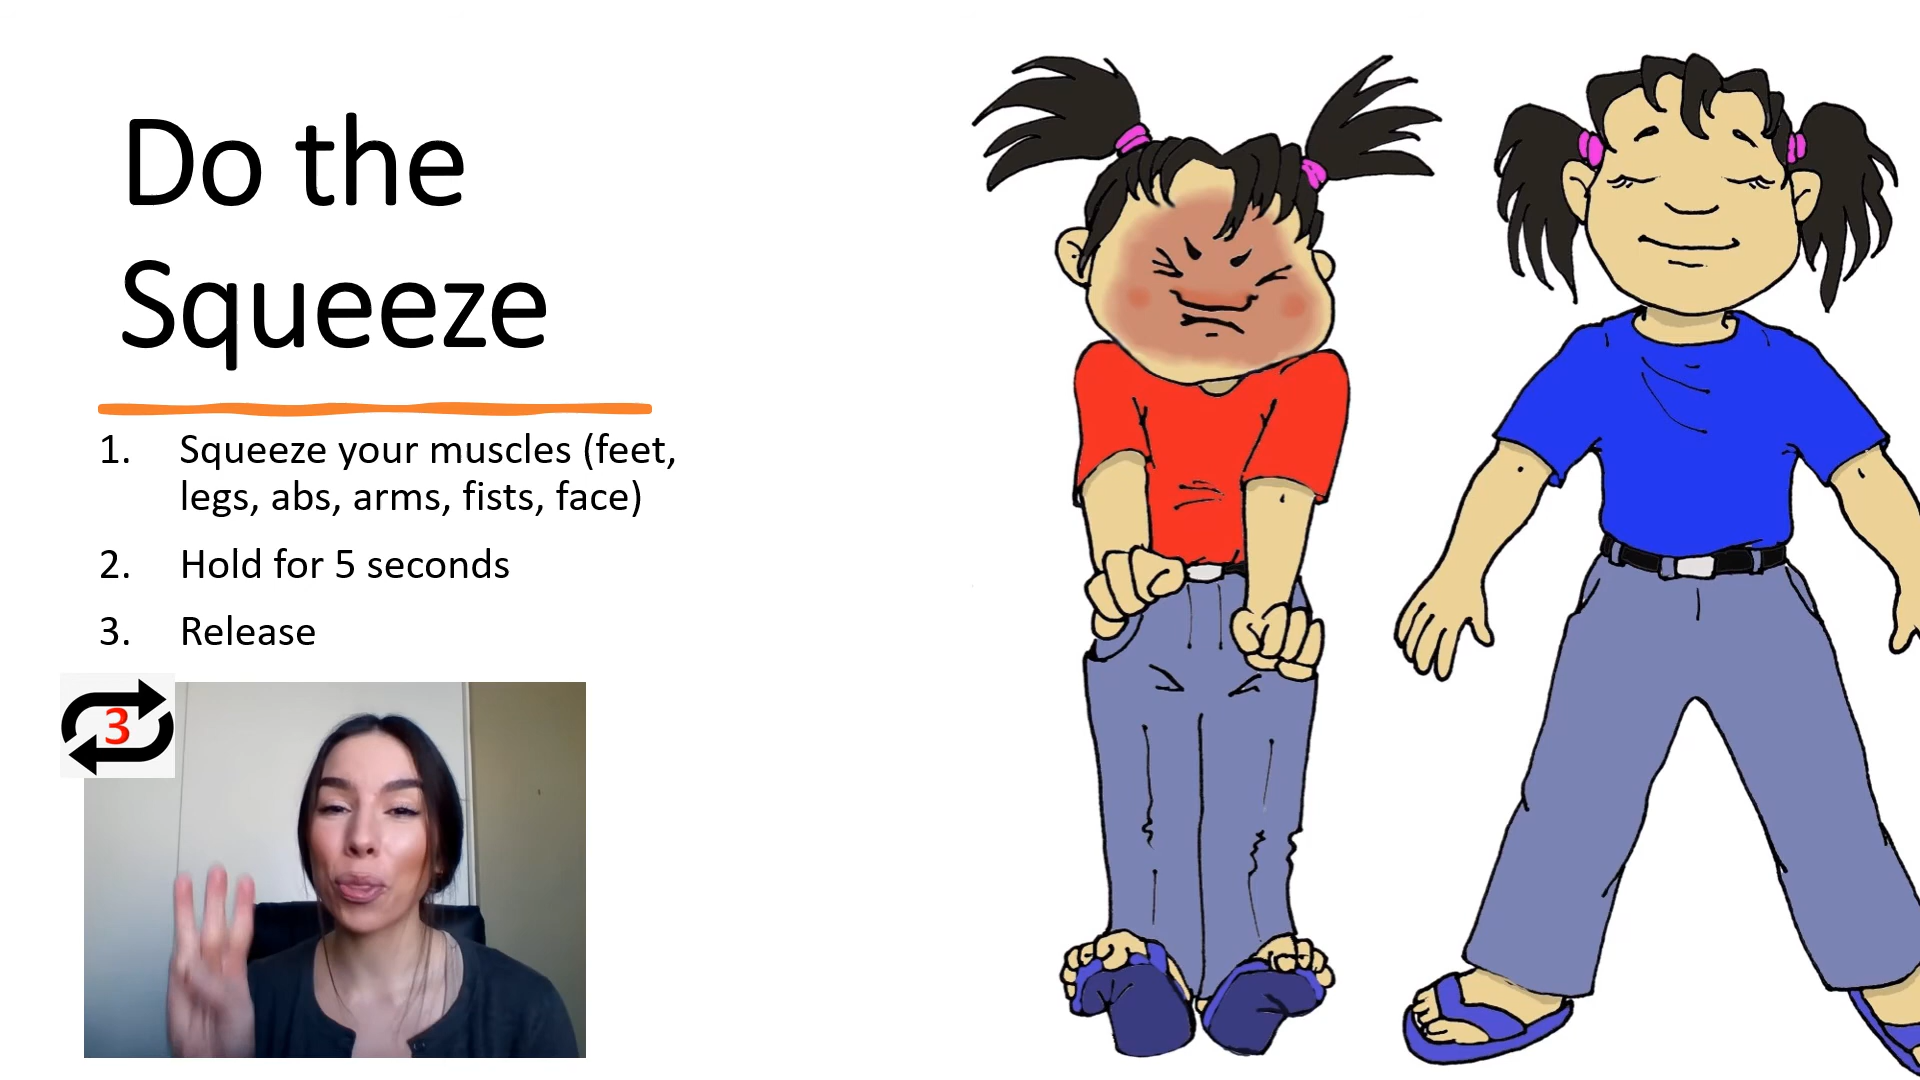 Do the
Squeeze
1. Squeeze your muscles (feet,
legs, abs, arms, fists, face)
2. Hold for 5 seconds
3. Release
3